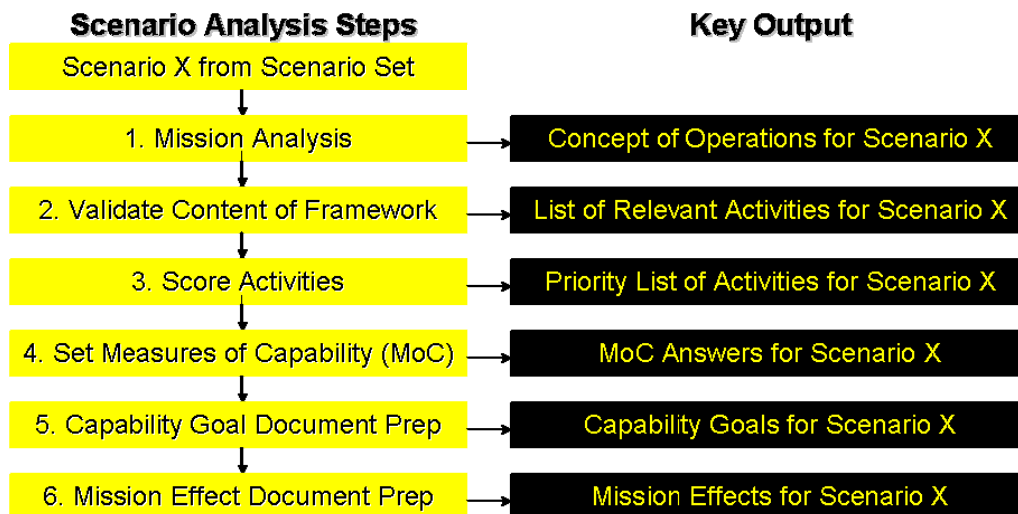 Scenario Analysis Steps
Key Output
Scenario X from Scenario Set
1. Mission Analysis
Concept of Operations for Scenario X
2. Validate Content of Framework
List of Relevant Activities for Scenario X
3. Score Activities
Priority List of Activities for Scenario X
4. Set Measures of Capability (MoC)
MoC Answers for Scenario X
5. Capability Goal Document Prep
Capability Goals for Scenario X
6. Mission Effect Document Prep
Mission Effects for Scenario X